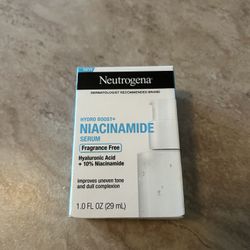 NEW
Neutrogena®
DERMATOLOGIST RECOMMENDED BRAND
HYDRO BOOST+
NIACINAMIDE
SERUM
Fragrance Free
Hyaluronic Acid
+ 10% Niacinamide
improves uneven tone
and dull complexion
1.0 FL OZ (29 mL)